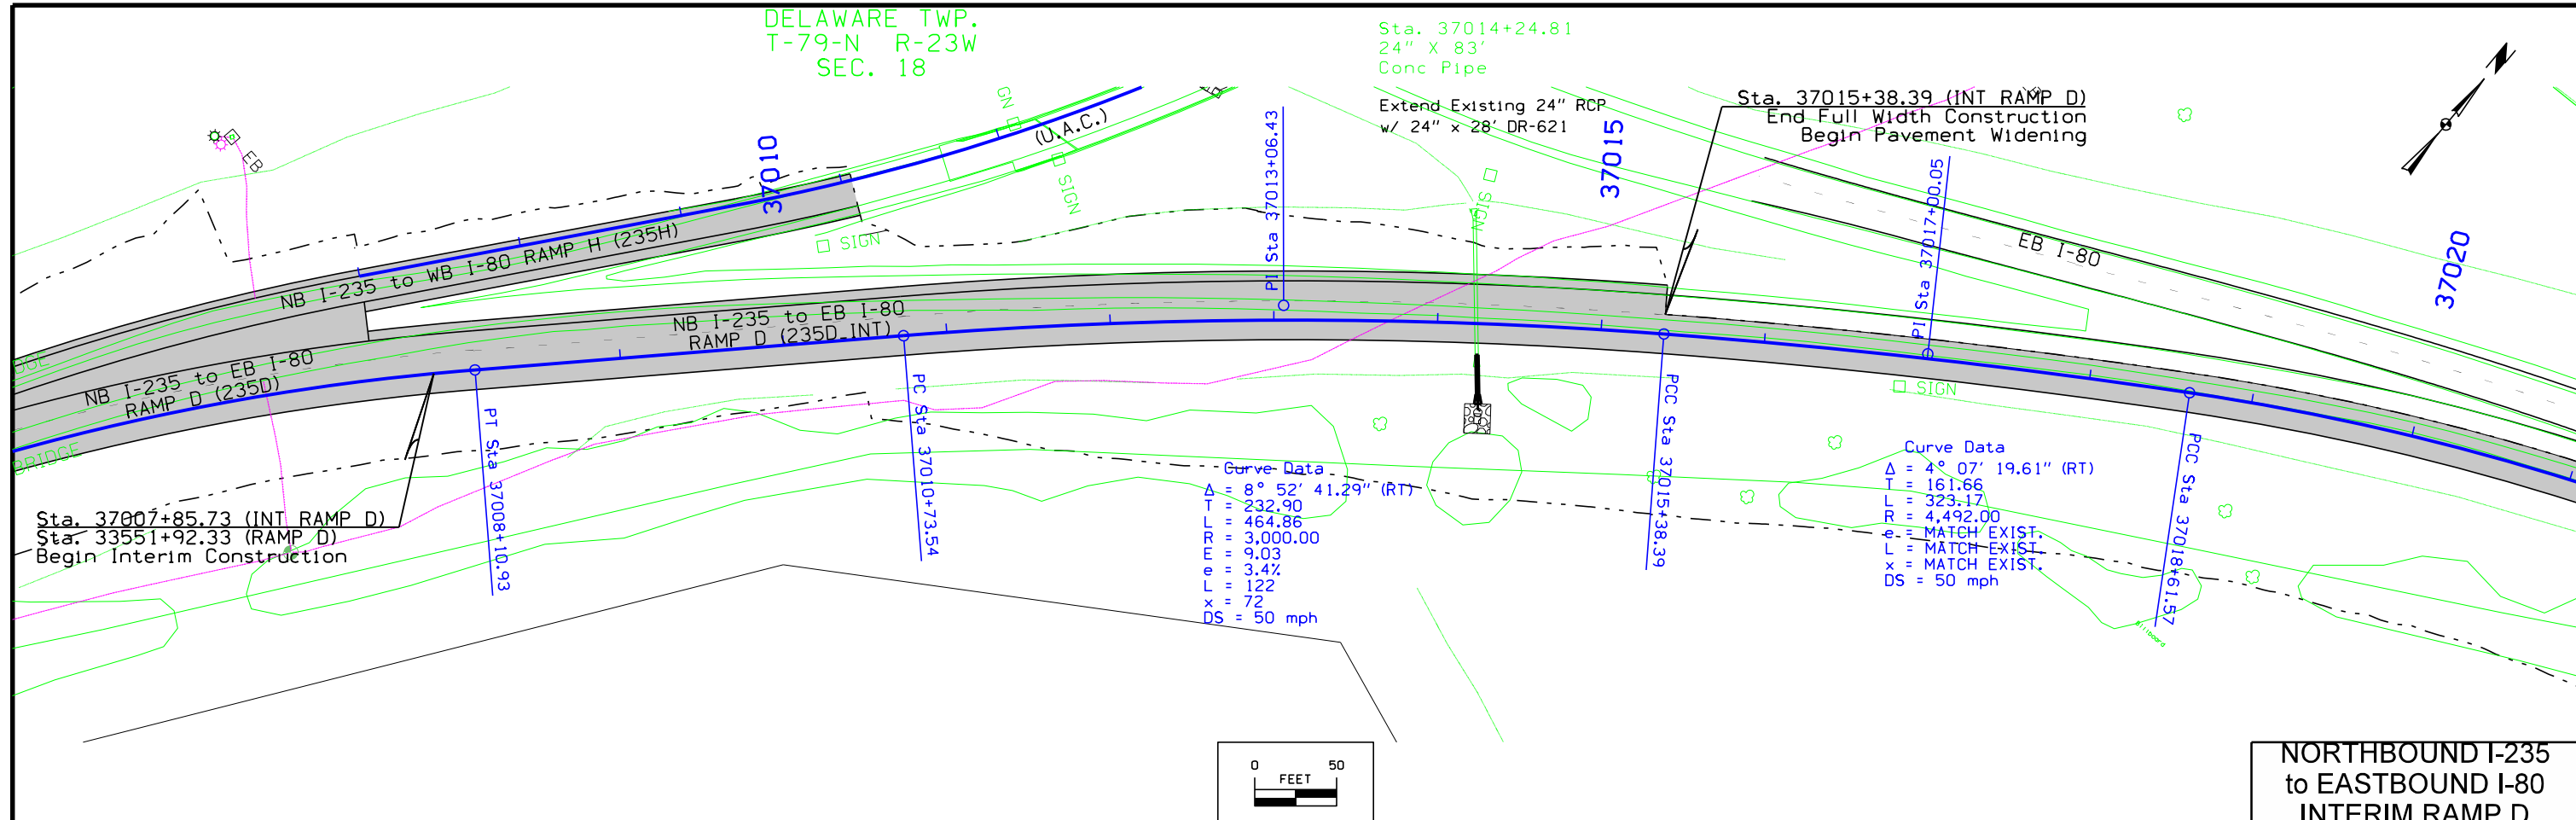 DELAWARE TWP.
T-79-N R-23W
SEC. 18
Sta. 37014+24.81
24" X 83'
Conc Pipe
Extend Existing 24" RCP
w/ 24" x 28' DR-621
Sta. 37015+38.39 (INT RAMP D)
End Full Width Construction
Begin Pavement Widening
EB
37010
GN
(U.A.C.)
SIGN
SIGN
PI Sta 37013+06.43
SIGN
37015
PI Sta 37017+00.05
EB I-80
37020
NB I-235 to WB I-80 RAMP H (235H)
NB I-235 to EB I-80
RAMP D (235D_INT)
NB I-235 to EB I-80
RAMP D (235D)
DGE
BRIDGE
SIGN
PT Sta 37008+10.93
PC Sta 37010+73.54
PCC Sta 37015+38.39
PCC Sta 37018+61.57
Sta. 37007+85.73 (INT RAMP D)
Sta. 33551+92.33 (RAMP D)
Begin Interim Construction
Curve Data
Δ = 8° 52' 41.29" (RT)
T = 232.90
L = 464.86
R = 3,000.00
E = 9.03
e = 3.4%
L = 122
x = 72
DS = 50 mph
Curve Data
Δ = 4° 07' 19.61" (RT)
T = 161.66
L = 323.17
R = 4,492.00
e = MATCH EXIST.
L = MATCH EXIST.
x = MATCH EXIST.
DS = 50 mph
Billboard
0 50
FEET
NORTHBOUND I-235
to EASTBOUND I-80
INTERIM RAMP D